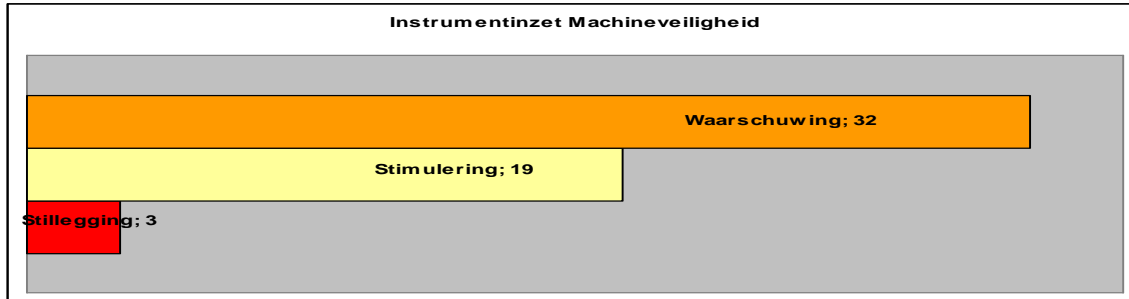 Instrumentinzet Machineveiligheid
Waarschuwing; 32
Stimulering; 19
Stillegging; 3